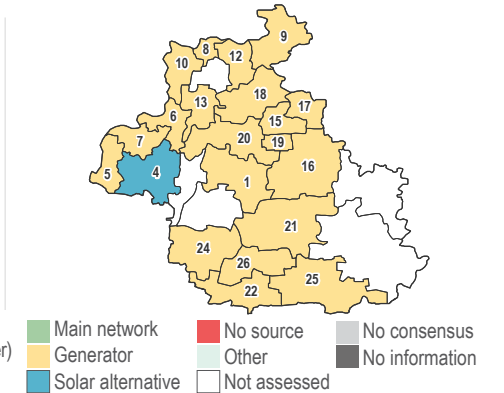 9
8
10
12
18
13
17
6
15
7
20
19
5
4
16
1
21
24
26
25
22
Main network
No source
No consensus
er)
Generator
Other
No information
Solar alternative
Not assessed